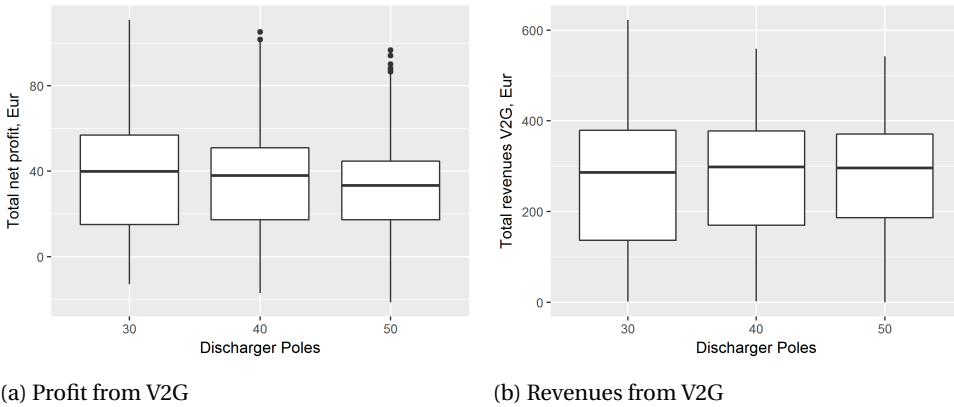 Total net profit, Eur
80
40
0
30 40 50
Discharger Poles
(a) Profit from V2G
Total revenues V2G, Eur
600
400
200
0
30 40 50
Discharger Poles
(b) Revenues from V2G